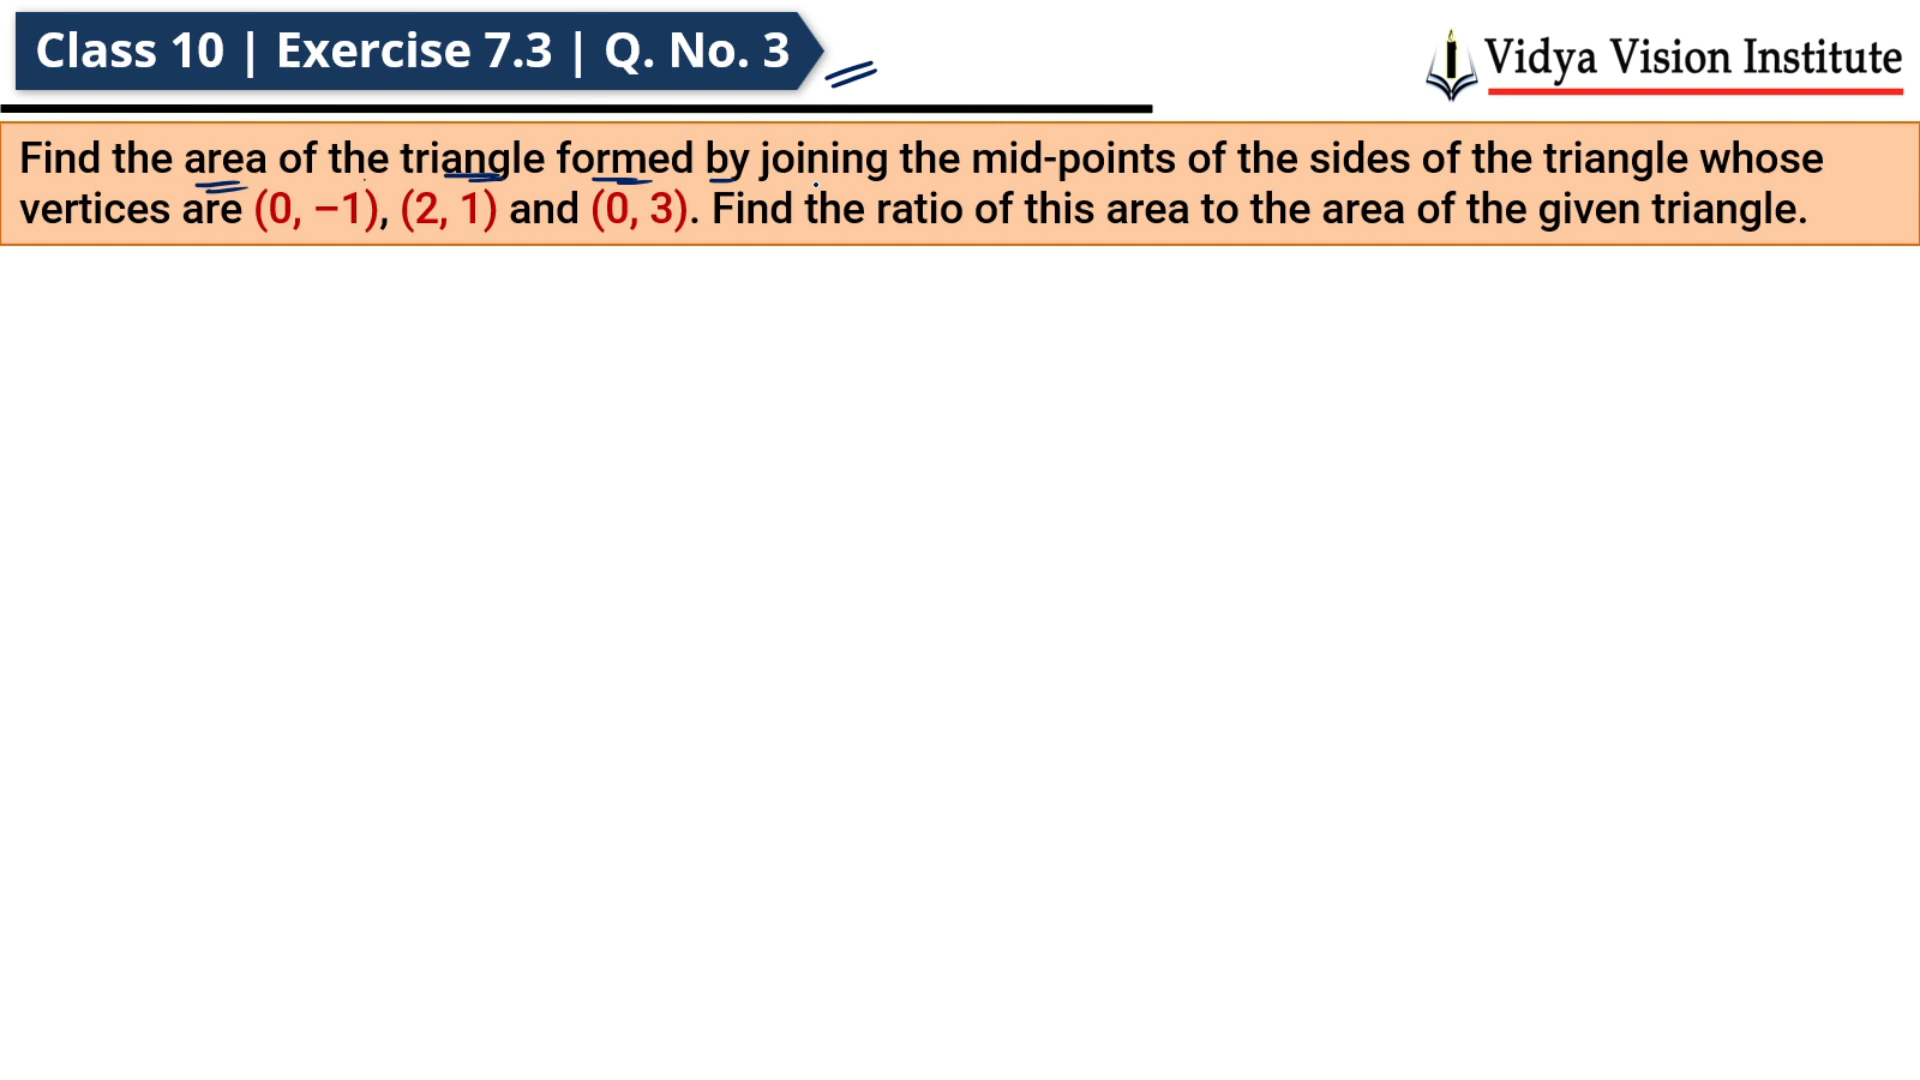 Class 10 | Exercise 7.3 | Q. No. 3
Vidya Vision Institute
Find the area of the triangle formed by joining the mid-points of the sides of the triangle whose
vertices are (0, −1), (2, 1) and (0, 3). Find the ratio of this area to the area of the given triangle.